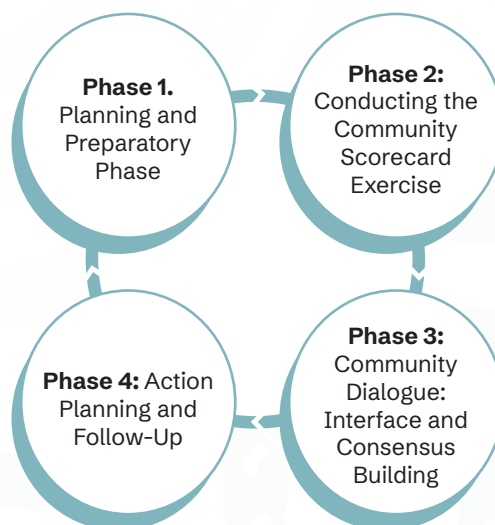 Phase 1.
Planning and
Preparatory
Phase
Phase 2:
Conducting the
Community
Scorecard
Exercise
Phase 3:
Community
Dialogue:
Interface and
Consensus
Building
Phase 4: Action
Planning and
Follow-Up